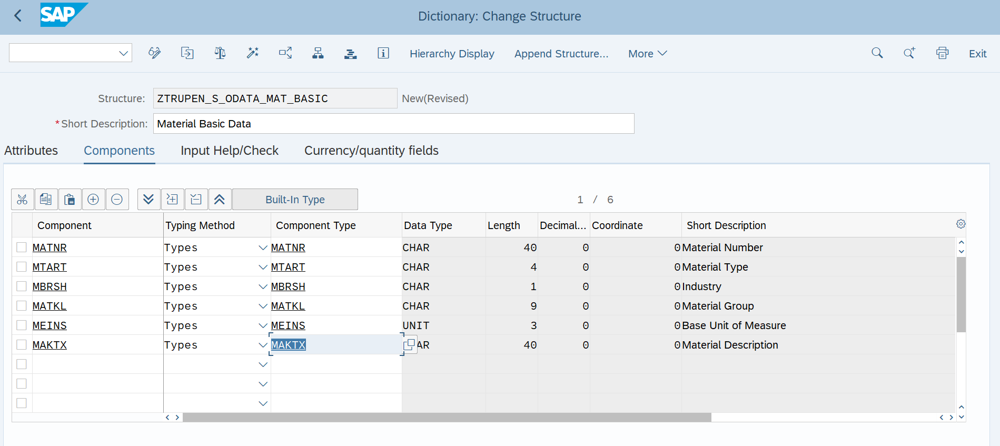 SAP Dictionary: Change Structure
Hierarchy Display Append Structure... More Exit
Structure: ZTRUPEN_S_ODATA_MAT_BASIC New(Revised)
*Short Description: Material Basic Data
Attributes Components Input Help/Check Currency/quantity fields
Built-In Type 1 / 6
Component Typing Method Component Type Data Type Length Decimal... Coordinate Short Description
MATNR Types MATNR CHAR 40 0 0 Material Number
MTART Types MTART CHAR 4 0 0 Material Type
MBRSH Types MBRSH CHAR 1 0 0 Industry
MATKL Types MATKL CHAR 9 0 0 Material Group
MEINS Types MEINS UNIT 3 0 0 Base Unit of Measure
MAKTX Types MAKTX AR 40 0 0 Material Description